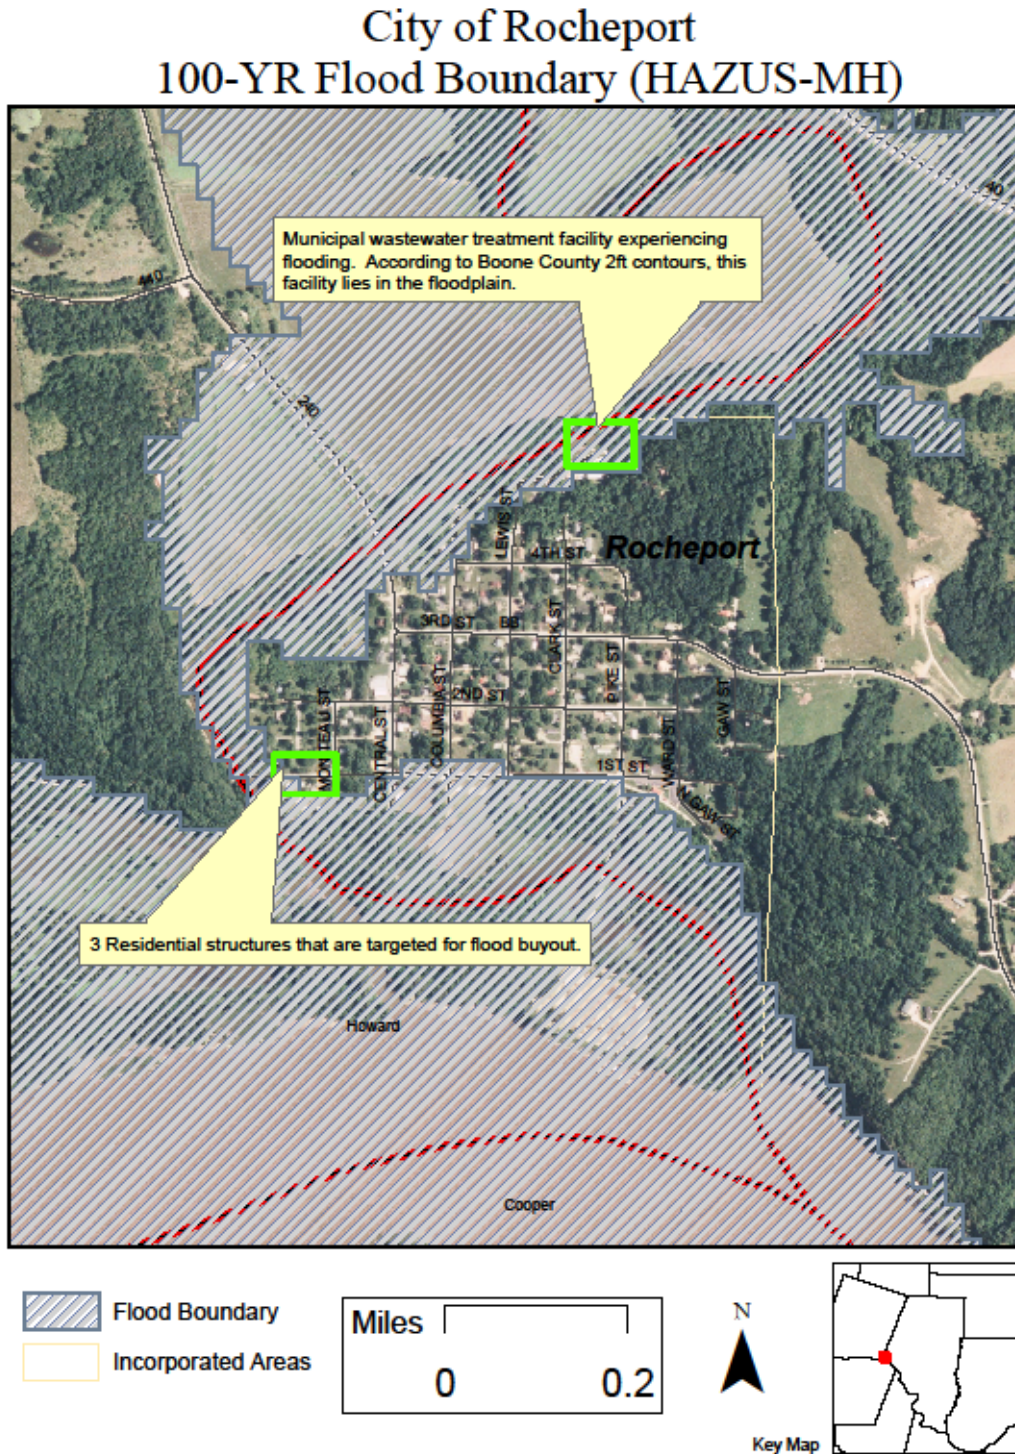 City of Rocheport
100-YR Flood Boundary (HAZUS-MH)
40
Municipal wastewater treatment facility experiencing
flooding. According to Boone County 2ft contours, this
facility lies in the floodplain.
440
240
LEWIS ST
4TH ST
Rocheport
3RD ST
BB
CLARK ST
PIKE ST
COLUMBIA ST
2ND ST
MONITEAU ST
CENTRAL ST
GAW ST
WARD ST
1ST ST
N GAW ST
3 Residential structures that are targeted for flood buyout.
Howard
Cooper
Flood Boundary
Incorporated Areas
Miles
0 0.2
N
Key Map